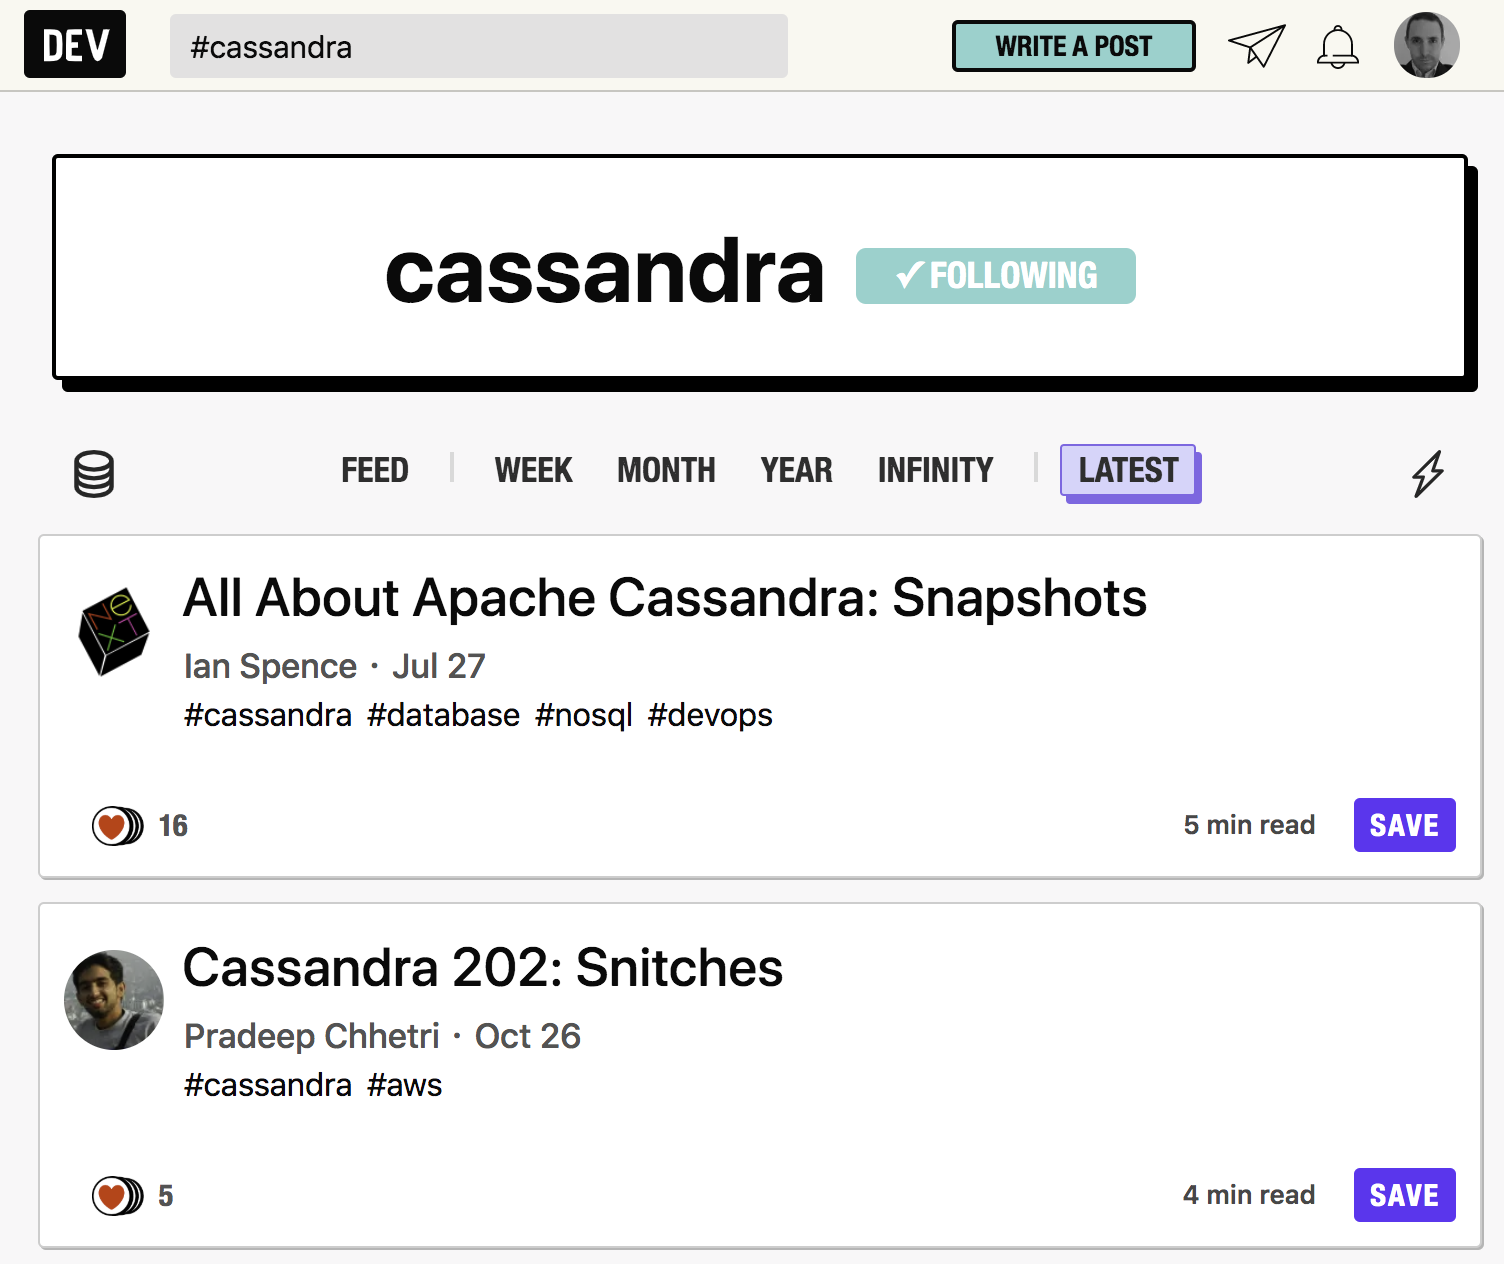 DEV
#cassandra
WRITE A POST
cassandra
✓FOLLOWING
FEED
WEEK
MONTH
YEAR
INFINITY
LATEST
NeXT
All About Apache Cassandra: Snapshots
Ian Spence · Jul 27
#cassandra #database #nosql #devops
16
5 min read
SAVE
Cassandra 202: Snitches
Pradeep Chhetri · Oct 26
#cassandra #aws
5
4 min read
SAVE